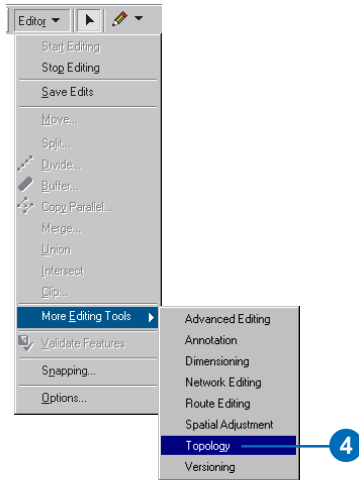 Editor
Start Editing
Stop Editing
Save Edits
Move...
Split...
Divide...
Buffer...
Copy Parallel...
Merge...
Union
Intersect
Clip...
More Editing Tools
Validate Features
Snapping...
Options...
Advanced Editing
Annotation
Dimensioning
Network Editing
Route Editing
Spatial Adjustment
Topology
4
Versioning